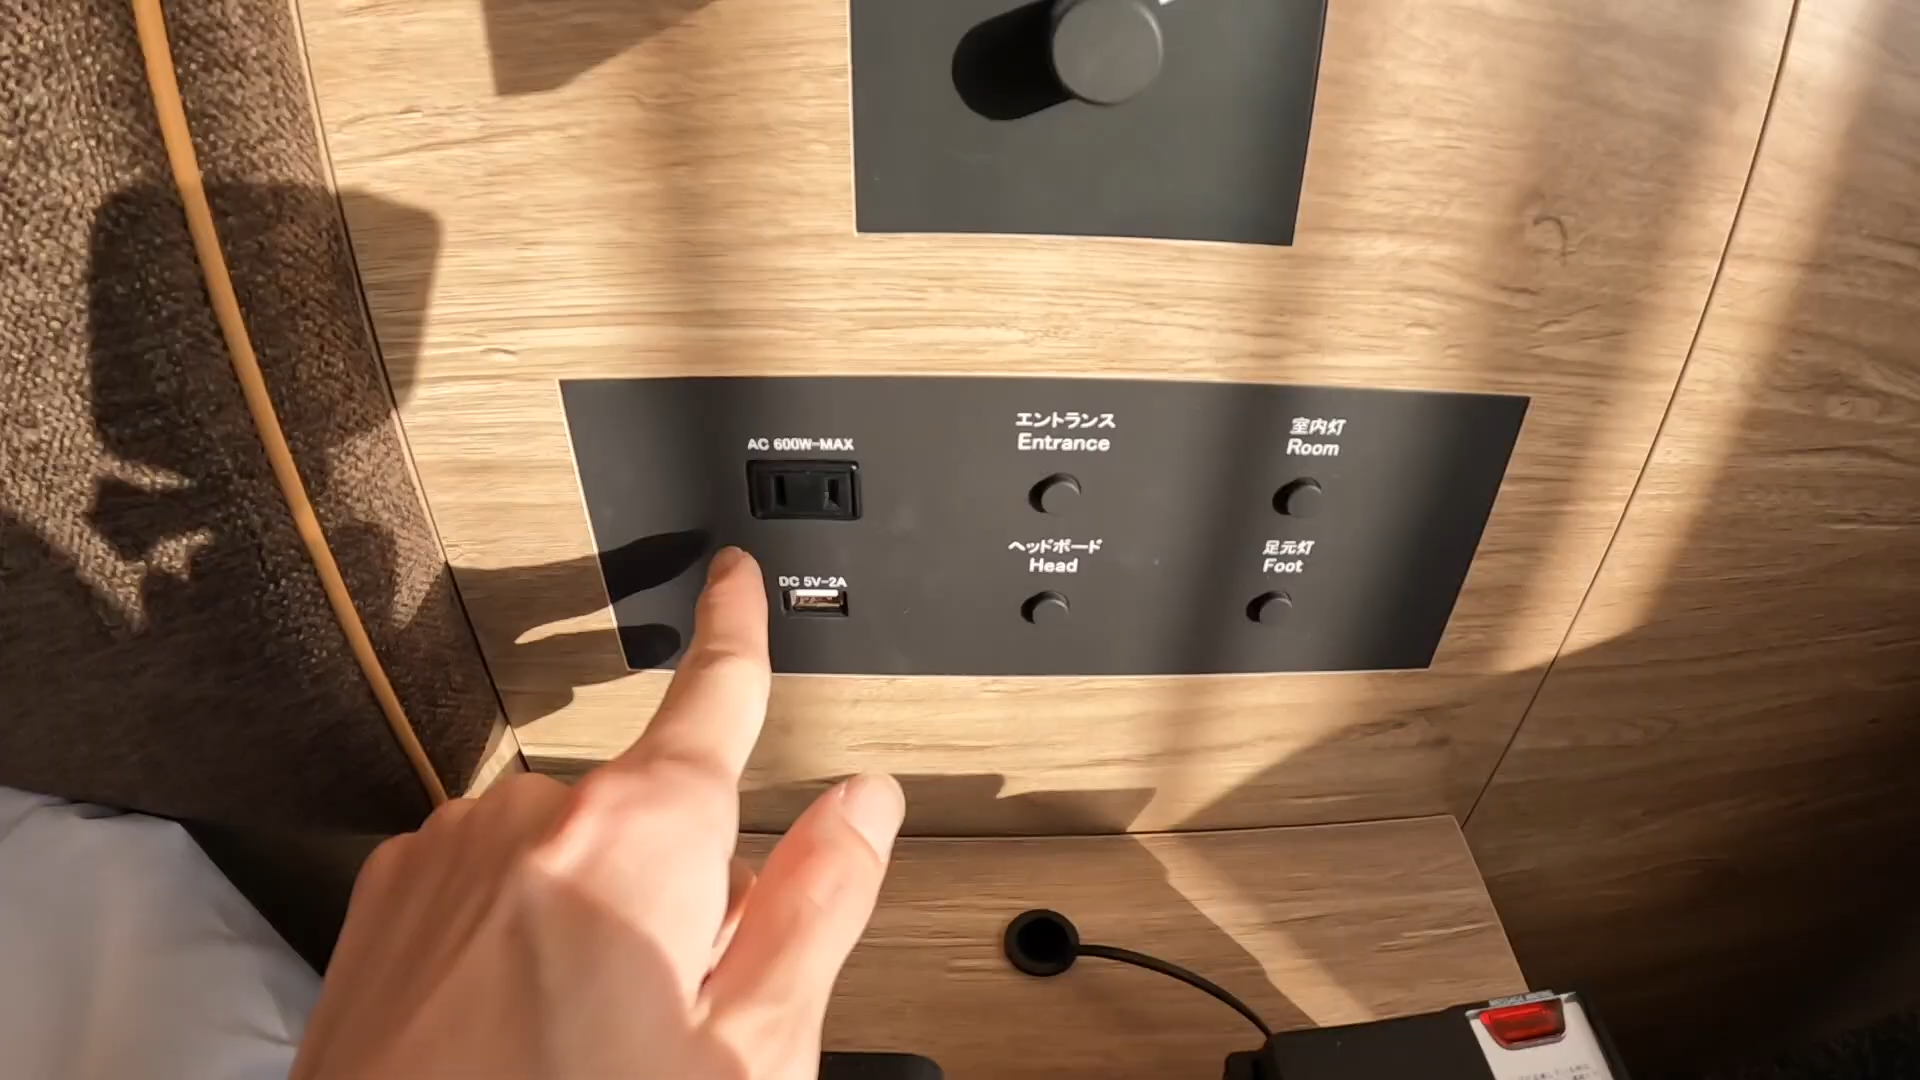 AC 600W-MAX
エントランス
Entrance
室内灯
Room
DC 5V-2A
ヘッドボード
Head
足元灯
Foot